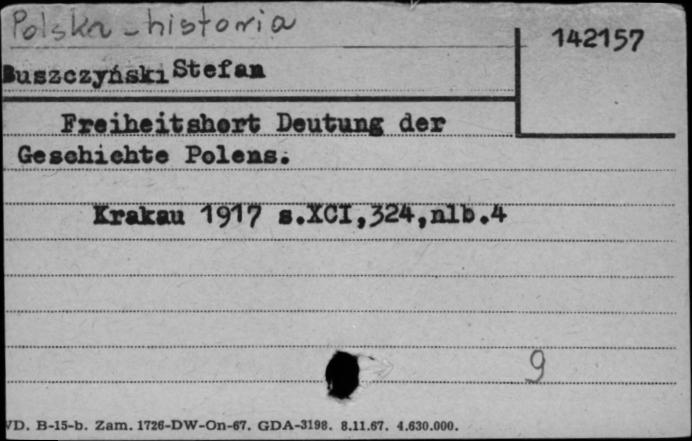 Polska - historia
142157
Buszczyński Stefan
Freiheitshort Deutung der
Geschichte Polens.
Krakau 1917 s.XCI,324,nlb.4
9
VD. B-15-b. Zam. 1726-DW-On-67. GDA-3198. 8.11.67. 4.630.000.